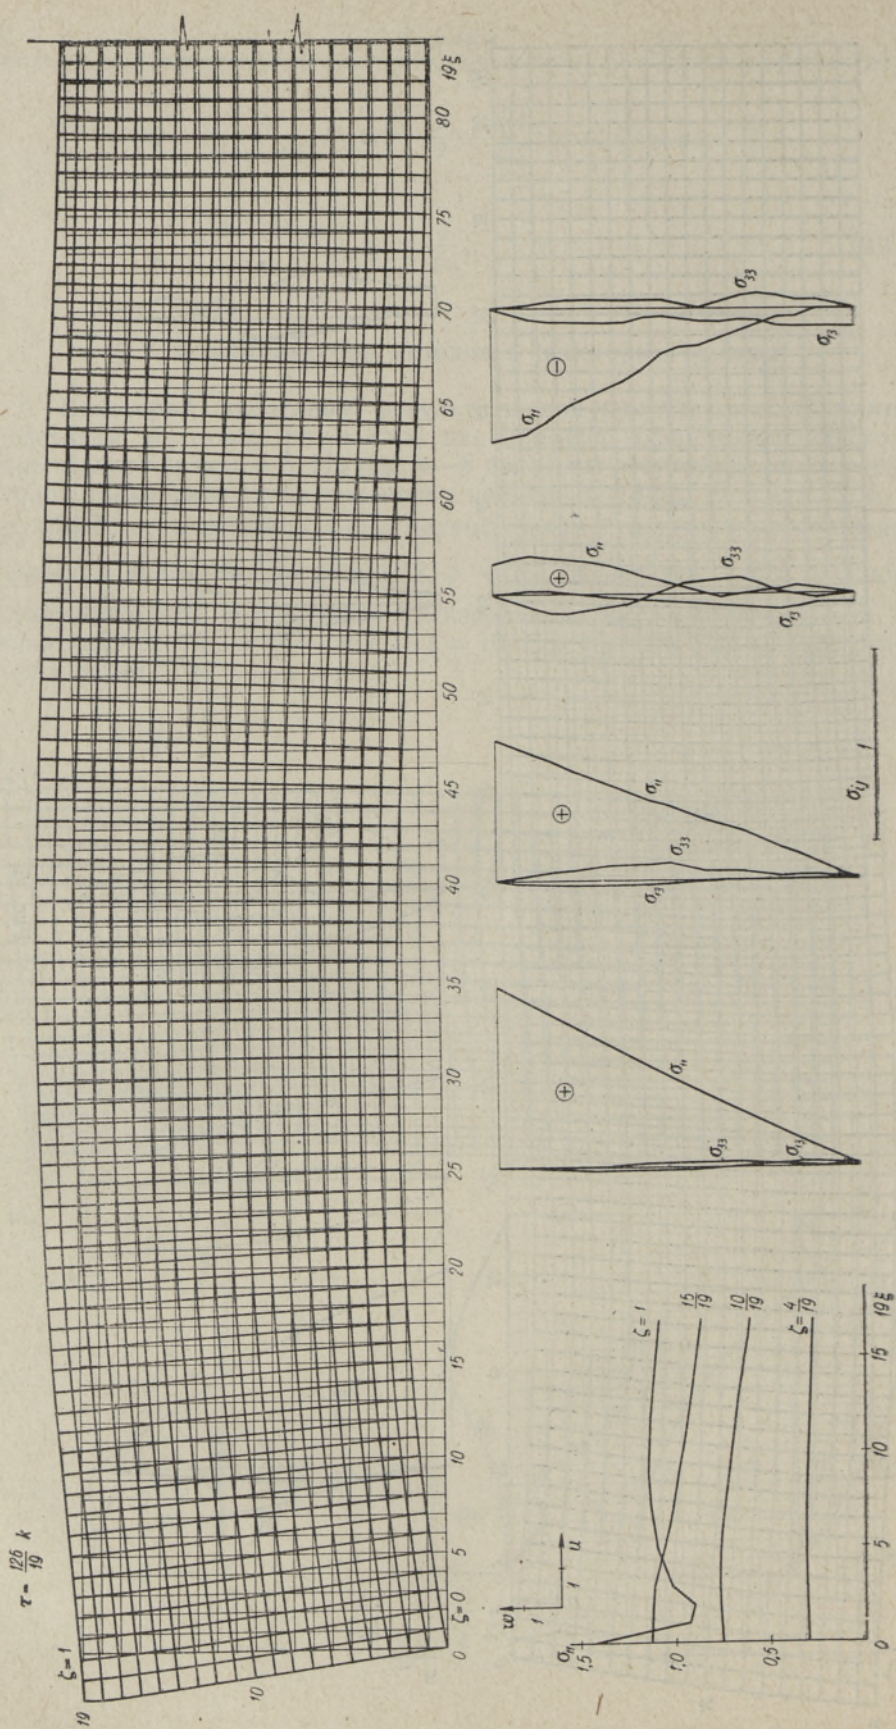 τ = 126/19 k
ζ = 1
19
10
ζ = 0
0 5 10 15 20 25 30 35 40 45 50 55 60 65 70 75 80 19ξ
w
1
1 u
σ₁₁
1,5
1,0
0,5
0 5 10 15 19ξ
ζ = 1
15/19
10/19
ζ = 4/19
⊕
σ₁₁
σ₃₃
σ₁₃
⊕
σ₁₁
σ₃₃
σ₁₃
⊕
σ₁₁
σ₃₃
σ₁₃
⊖
σ₁₁
σ₃₃
σ₁₃
σij 1